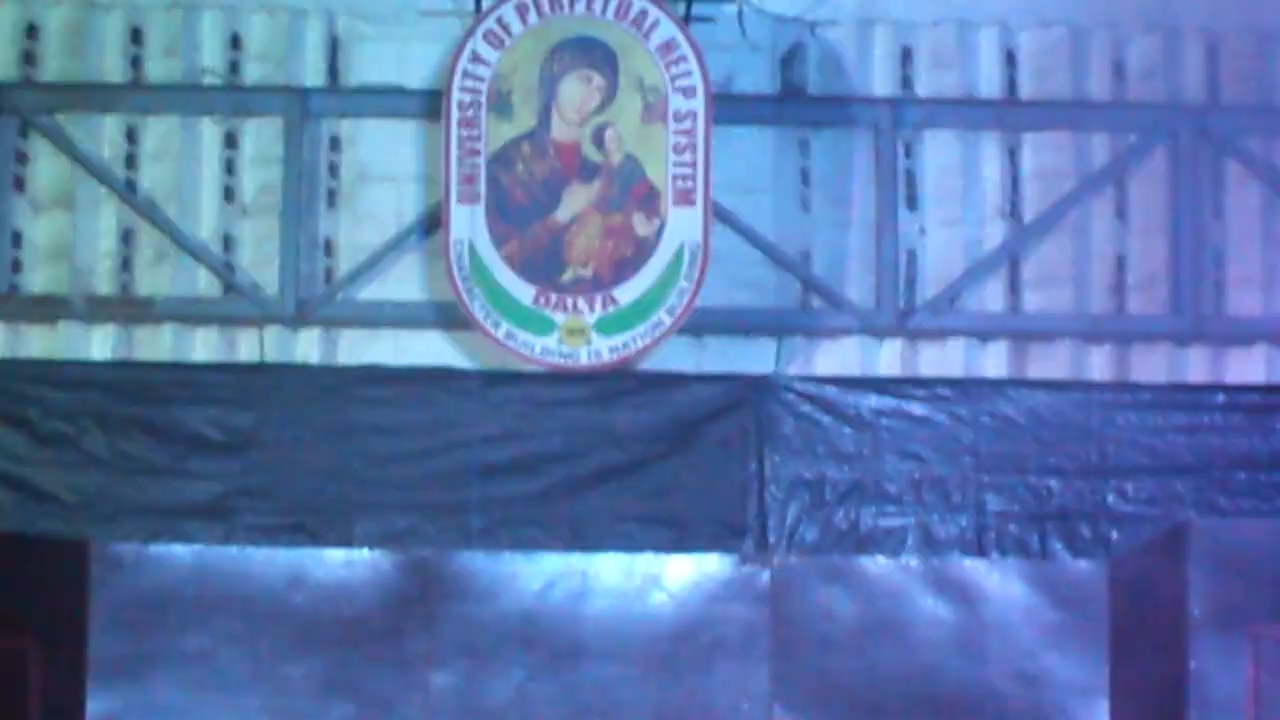 UNIVERSITY OF PERPETUAL HELP SYSTEM
DALTA
CHARACTER BUILDING IS NATION BUILDING